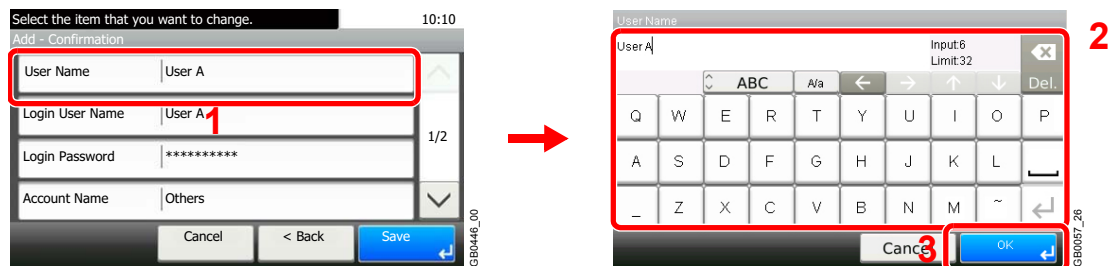 Select the item that you want to change.
10:10
Add - Confirmation
User Name
User A
Login User Name
User A
1
Login Password
**********
Account Name
Others
1/2
Cancel
< Back
Save
GB0446_00
User Name
2
User A
Input:6
Limit:32
ABC
A/a
← → ↑ ↓
Del.
Q W E R T Y U I O P
A S D F G H J K L
_ Z X C V B N M ~
Cance
3
OK
GB0057_26